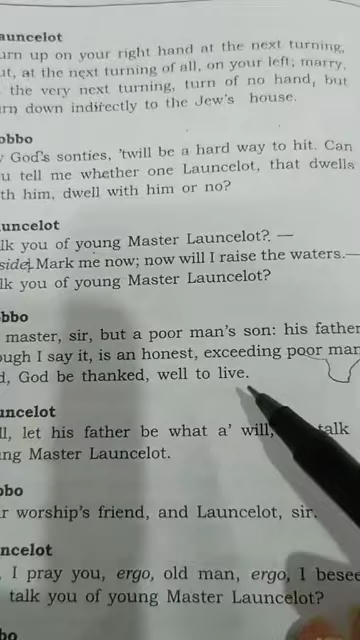 auncelot
urn up on your right hand at the next turning,
ut, at the next turning of all, on your left; marry,
the very next turning, turn of no hand, but
urn down indirectly to the Jew's house.
obbo
y God's sonties, 'twill be a hard way to hit. Can
u tell me whether one Launcelot, that dwells
th him, dwell with him or no?
uncelot
lk you of young Master Launcelot? —
side] Mark me now; now will I raise the waters.—
lk you of young Master Launcelot?
bbo
master, sir, but a poor man's son: his father
ough I say it, is an honest, exceeding poor man
d, God be thanked, well to live.
uncelot
ll, let his father be what a' will, talk
ung Master Launcelot.
bbo
ur worship's friend, and Launcelot, sir.
ncelot
, I pray you, ergo, old man, ergo, I besee
talk you of young Master Launcelot?
bo